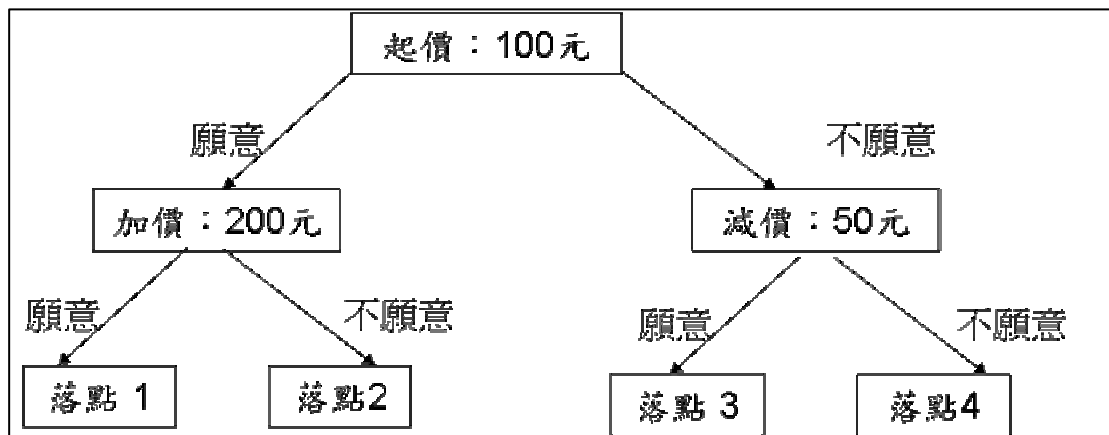 起價：100元
願意
不願意
加價：200元
減價：50元
願意
不願意
願意
不願意
落點 1
落點2
落點 3
落點4